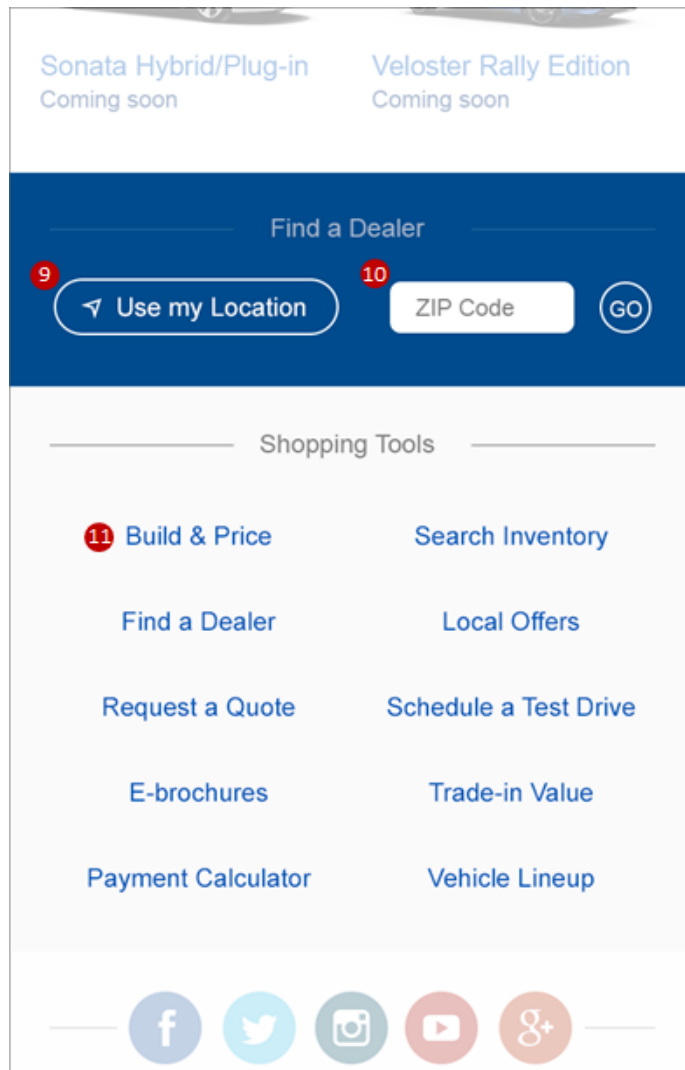 Sonata Hybrid/Plug-in
Coming soon
Veloster Rally Edition
Coming soon
Find a Dealer
9
Use my Location
10
ZIP Code
GO
Shopping Tools
11 Build & Price
Search Inventory
Find a Dealer
Local Offers
Request a Quote
Schedule a Test Drive
E-brochures
Trade-in Value
Payment Calculator
Vehicle Lineup
f
g+